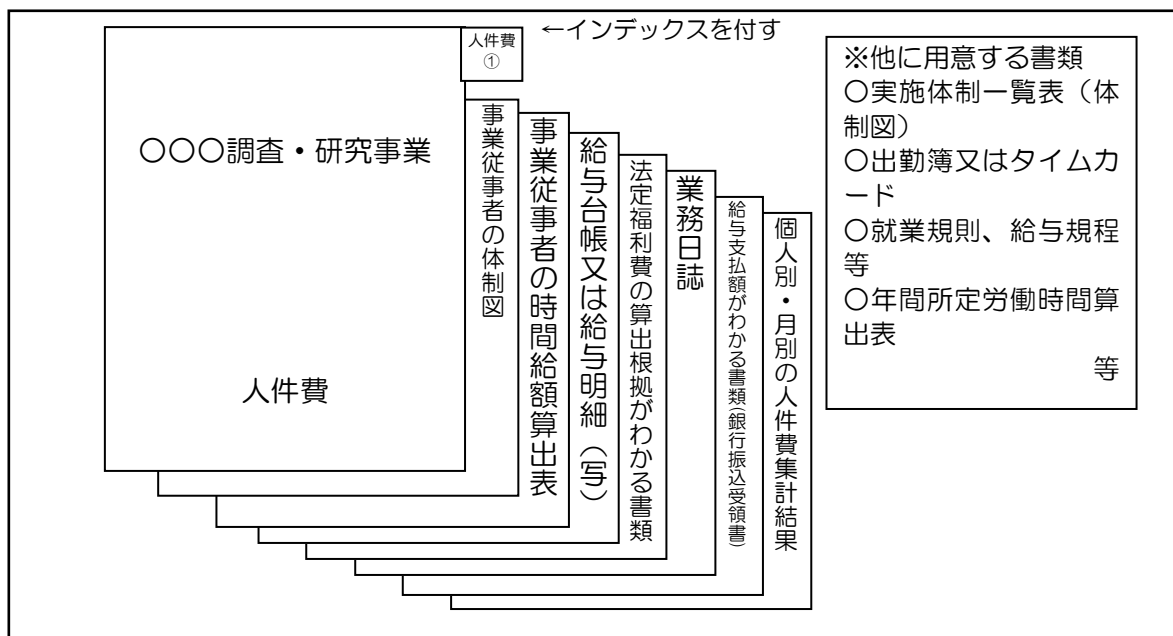 人件費
①
←インデックスを付す
〇〇〇調査・研究事業
人件費
事業従事者の体制図
事業従事者の時間給額算出表
給与台帳又は給与明細（写）
法定福利費の算出根拠がわかる書類
業務日誌
給与支払額がわかる書類(銀行振込受領書)
個人別・月別の人件費集計結果
※他に用意する書類
〇実施体制一覧表（体
制図）
〇出勤簿又はタイムカ
ード
〇就業規則、給与規程
等
〇年間所定労働時間算
出表
等